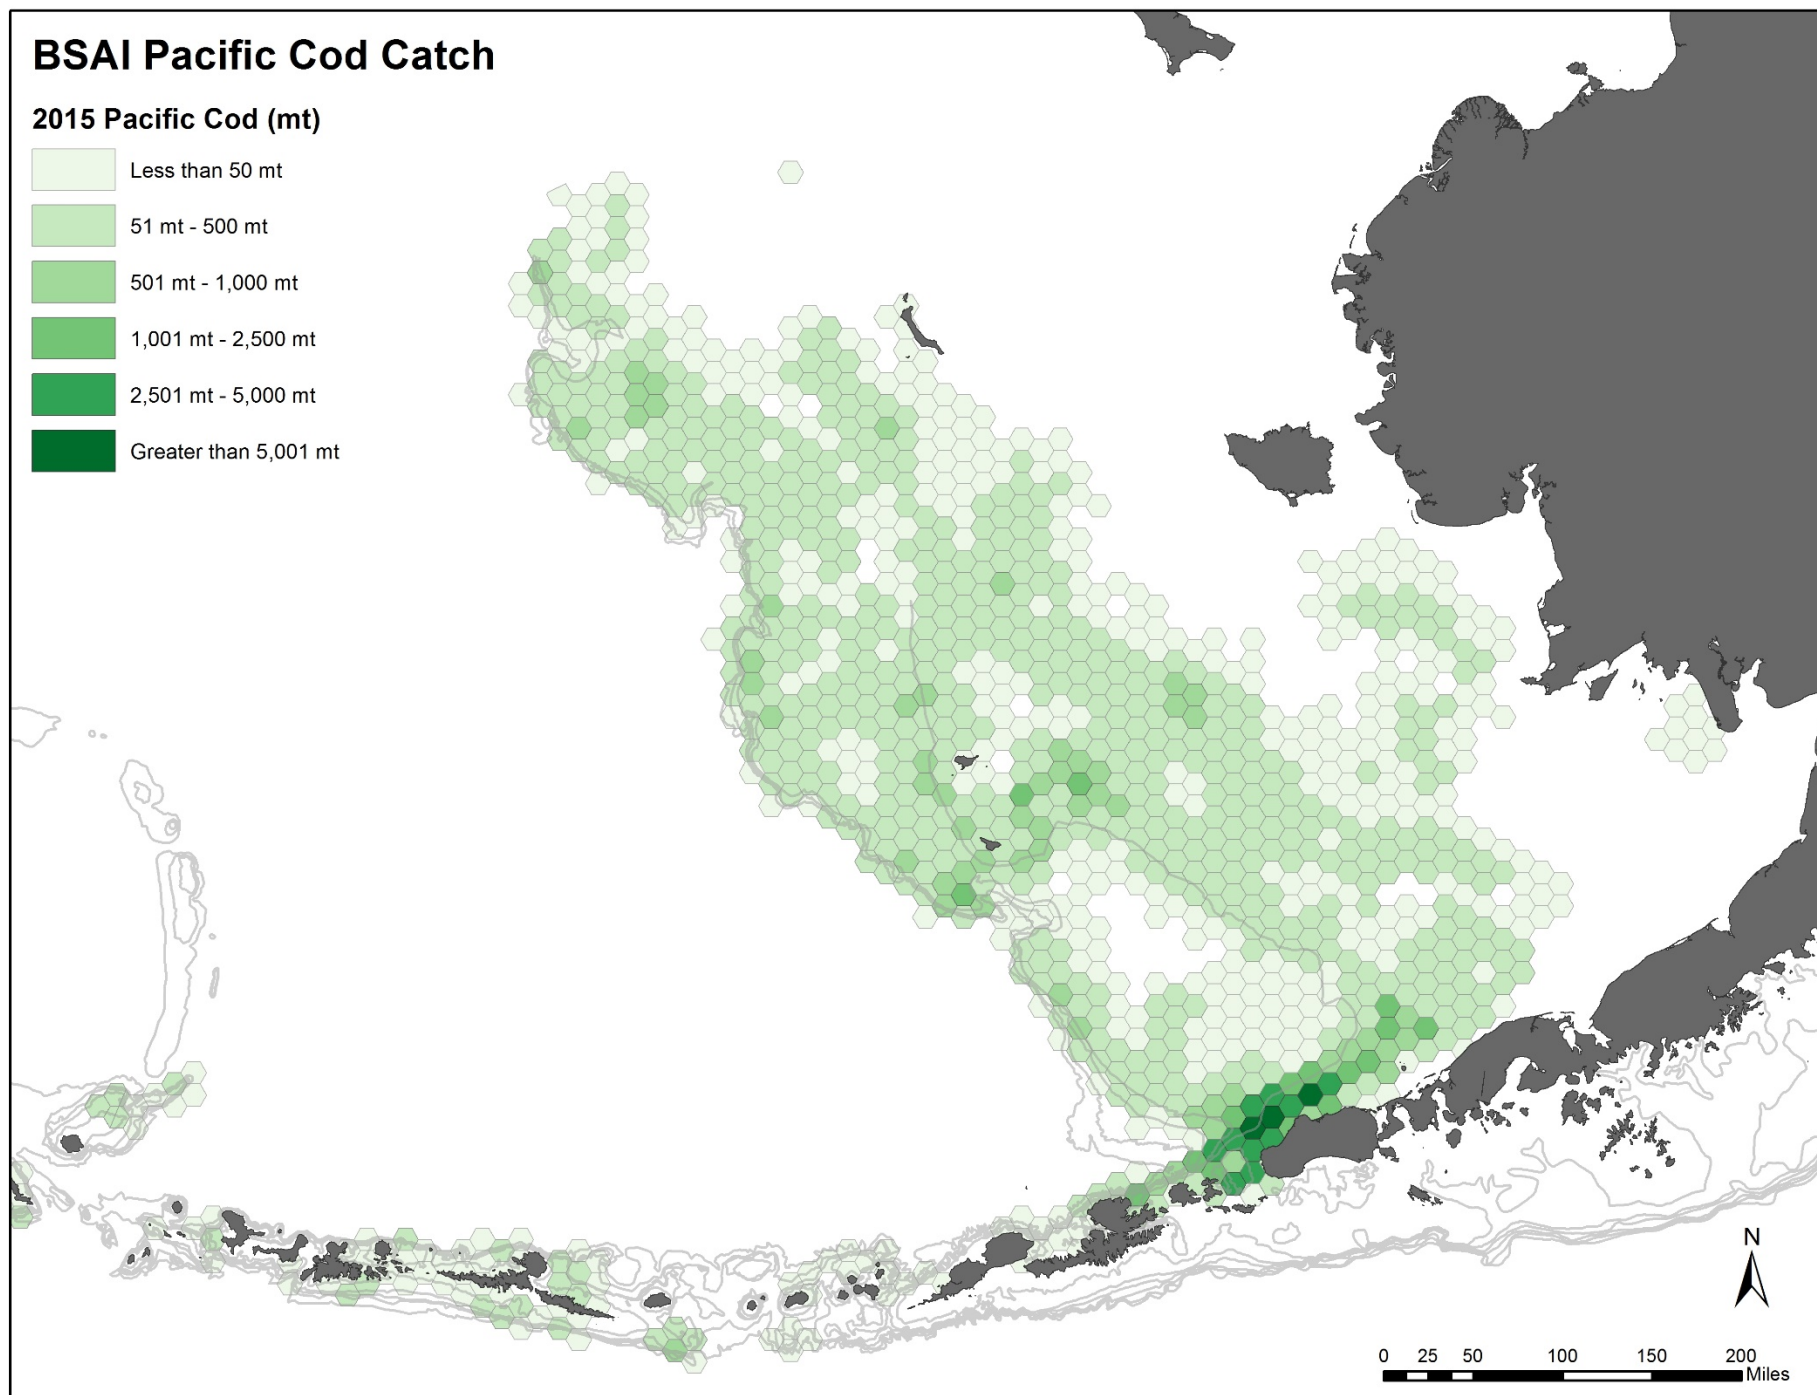 BSAI Pacific Cod Catch
2015 Pacific Cod (mt)
Less than 50 mt
51 mt - 500 mt
501 mt - 1,000 mt
1,001 mt - 2,500 mt
2,501 mt - 5,000 mt
Greater than 5,001 mt
N
0 25 50 100 150 200
Miles